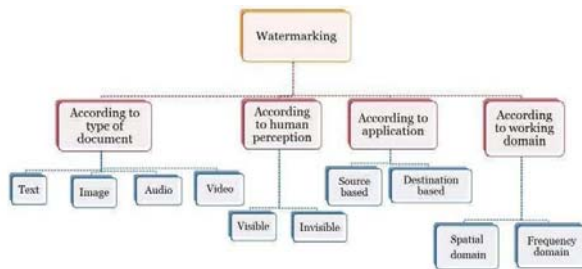 Watermarking
According to
type of
document
According
to human
perception
According to
application
According
to working
domain
Text
Image
Audio
Video
Source
based
Destination
based
Visible
Invisible
Spatial
domain
Frequency
domain